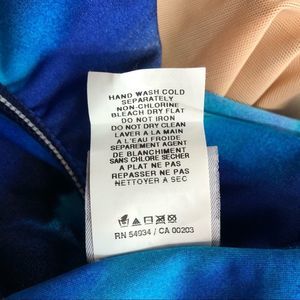 HAND WASH COLD
SEPARATELY
NON-CHLORINE
BLEACH DRY FLAT
DO NOT IRON
DO NOT DRY CLEAN
LAVER A LA MAIN
A L'EAU FROIDE
SEPAREMENT AGENT
DE BLANCHIMENT
SANS CHLORE SECHER
A PLAT NE PAS
REPASSER NE PAS
NETTOYER A SEC
RN 54934 / CA 00203